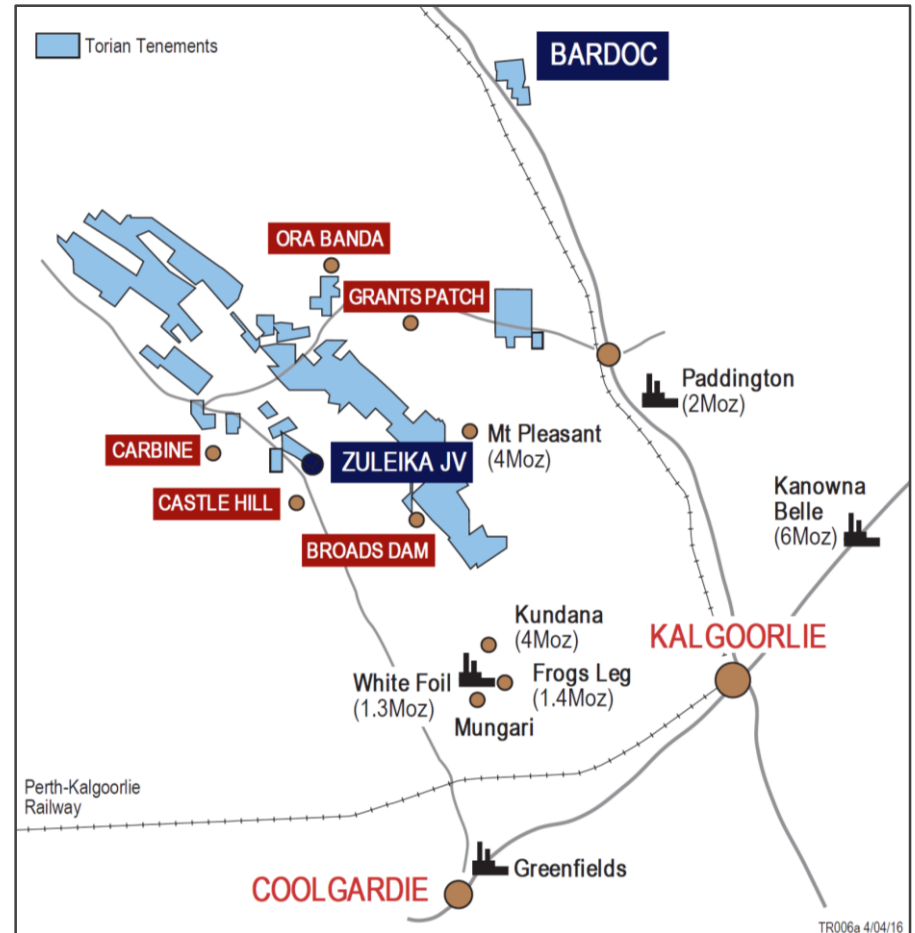 Torian Tenements
BARDOC
ORA BANDA
GRANTS PATCH
Paddington
(2Moz)
Mt Pleasant
(4Moz)
CARBINE
ZULEIKA JV
CASTLE HILL
Kanowna
Belle
(6Moz)
BROADS DAM
Kundana
(4Moz)
KALGOORLIE
White Foil
(1.3Moz)
Frogs Leg
(1.4Moz)
Mungari
Perth-Kalgoorlie
Railway
Greenfields
COOLGARDIE
TR006a 4/04/16